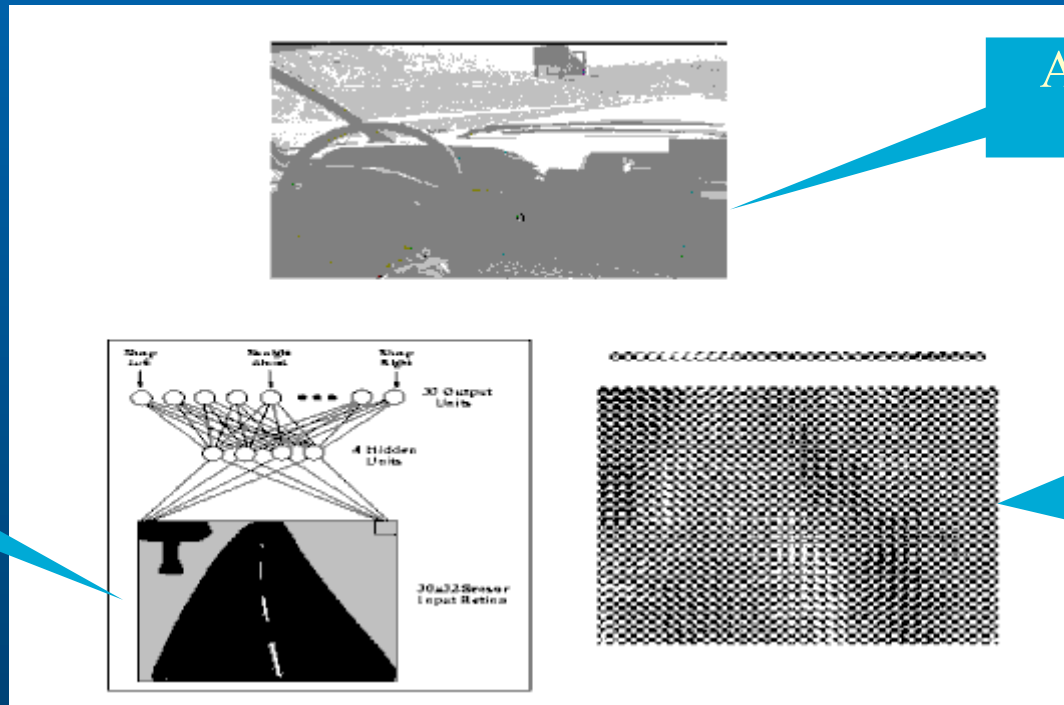 A
Sharp
Left
Straight
Ahead
Sharp
Right
30 Output
Units
4 Hidden
Units
30x32 Sensor
Input Retina